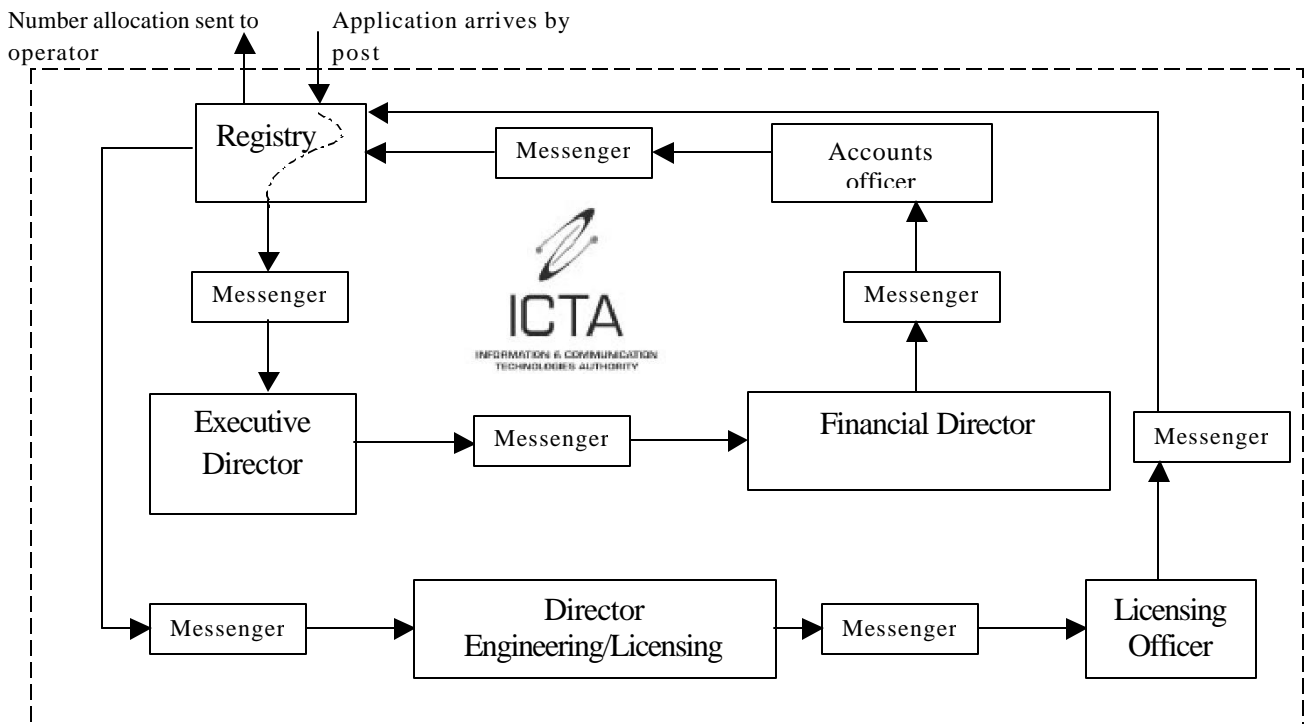 Number allocation sent to
operator
Application arrives by
post
Registry
Messenger
Accounts
officer
Messenger
Messenger
ICTA
INFORMATION & COMMUNICATION
TECHNOLOGIES AUTHORITY
Executive
Director
Messenger
Financial Director
Messenger
Messenger
Director
Engineering/Licensing
Messenger
Licensing
Officer